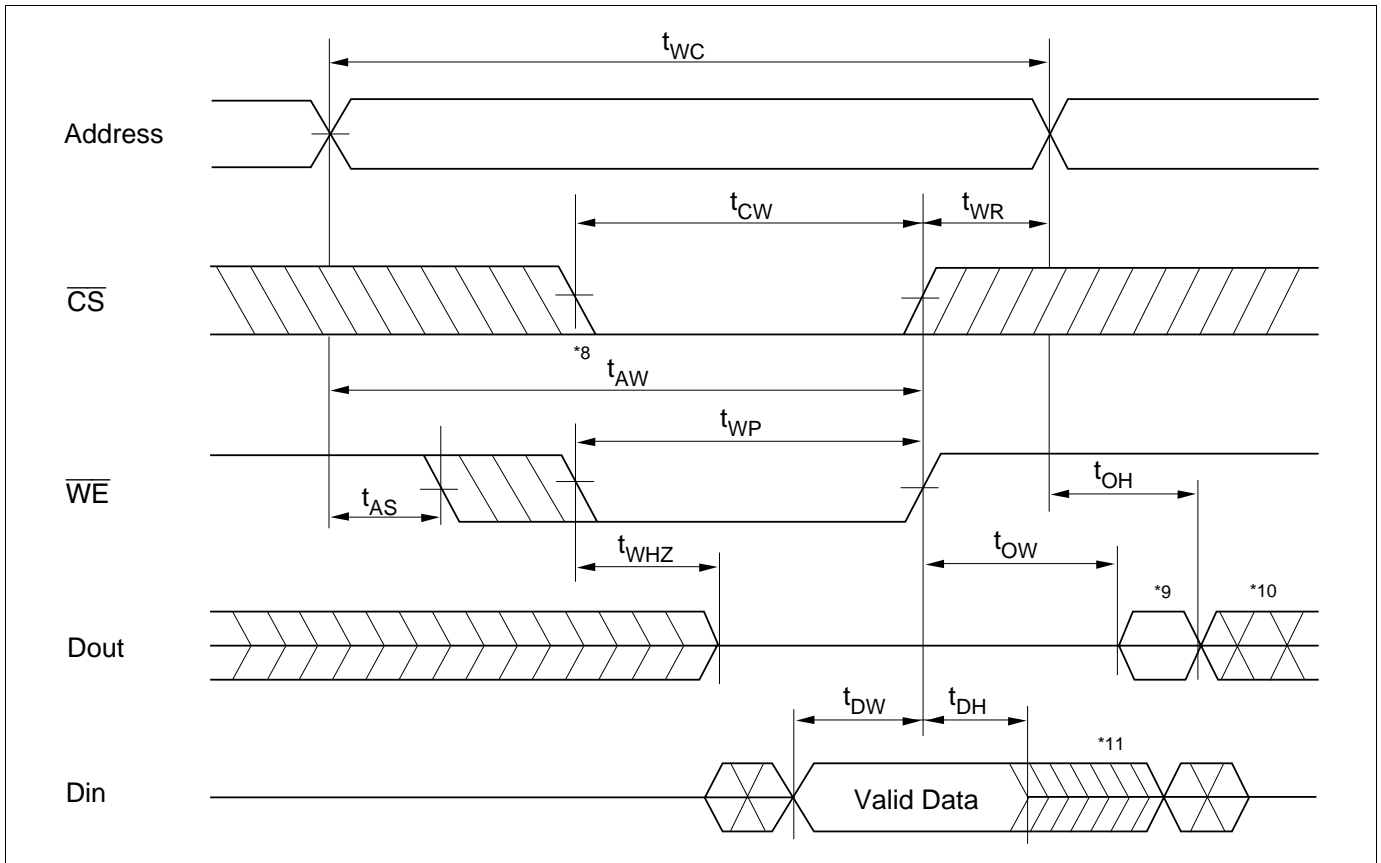 tWC
Address
tCW
tWR
CS
*8
tAW
tWP
WE
tAS
tOH
tWHZ
tOW
*9
*10
Dout
tDW
tDH
*11
Din
Valid Data